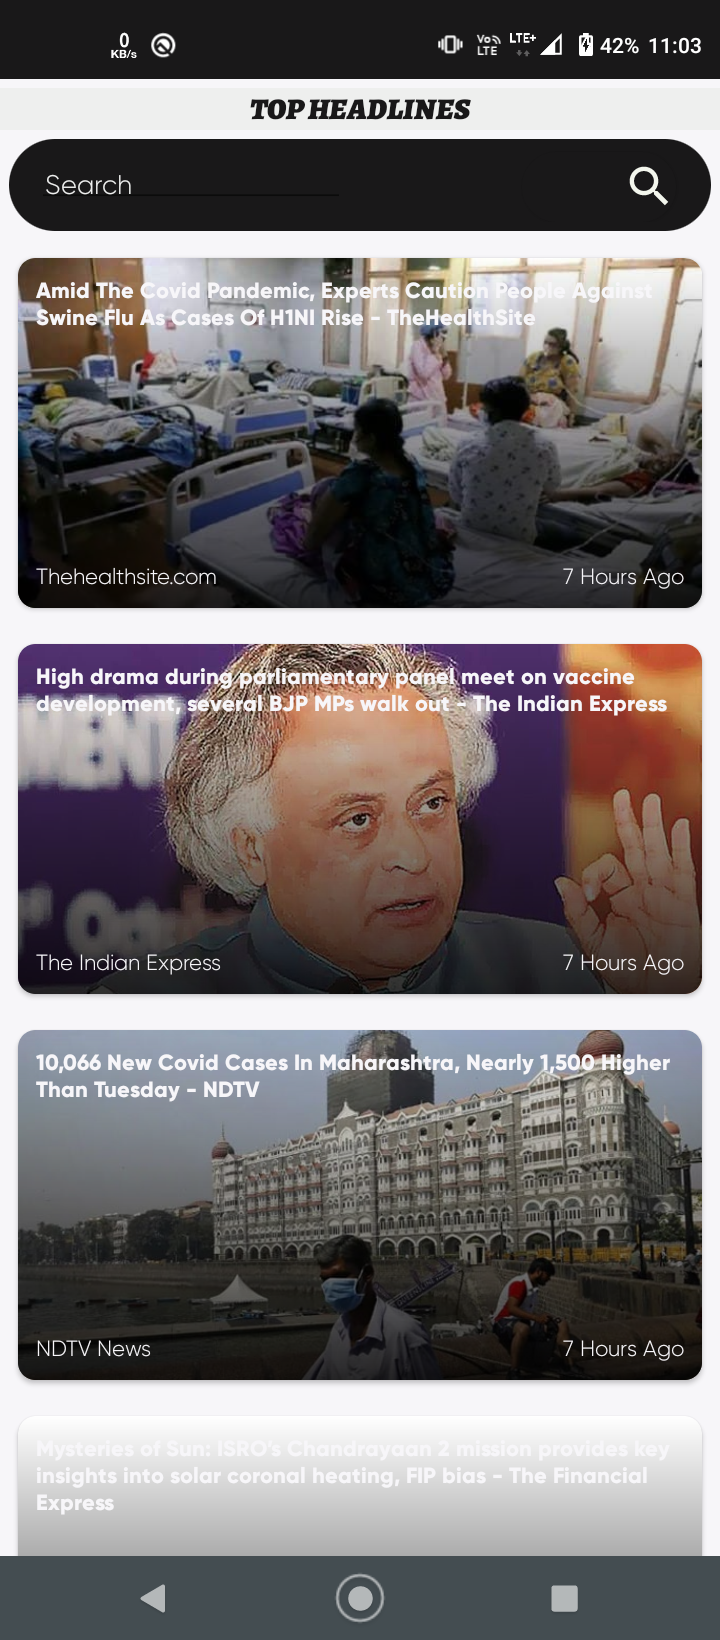 0
KB/s
Vo
LTE
LTE+
42%
11:03
TOP HEADLINES
Search
Amid The Covid Pandemic, Experts Caution People Against
Swine Flu As Cases Of H1N1 Rise - TheHealthSite
Thehealthsite.com
7 Hours Ago
High drama during parliamentary panel meet on vaccine
development, several BJP MPs walk out - The Indian Express
The Indian Express
7 Hours Ago
10,066 New Covid Cases In Maharashtra, Nearly 1,500 Higher
Than Tuesday - NDTV
NDTV News
7 Hours Ago
Mysteries of Sun: ISRO's Chandrayaan 2 mission provides key
insights into solar coronal heating, FIP bias - The Financial
Express